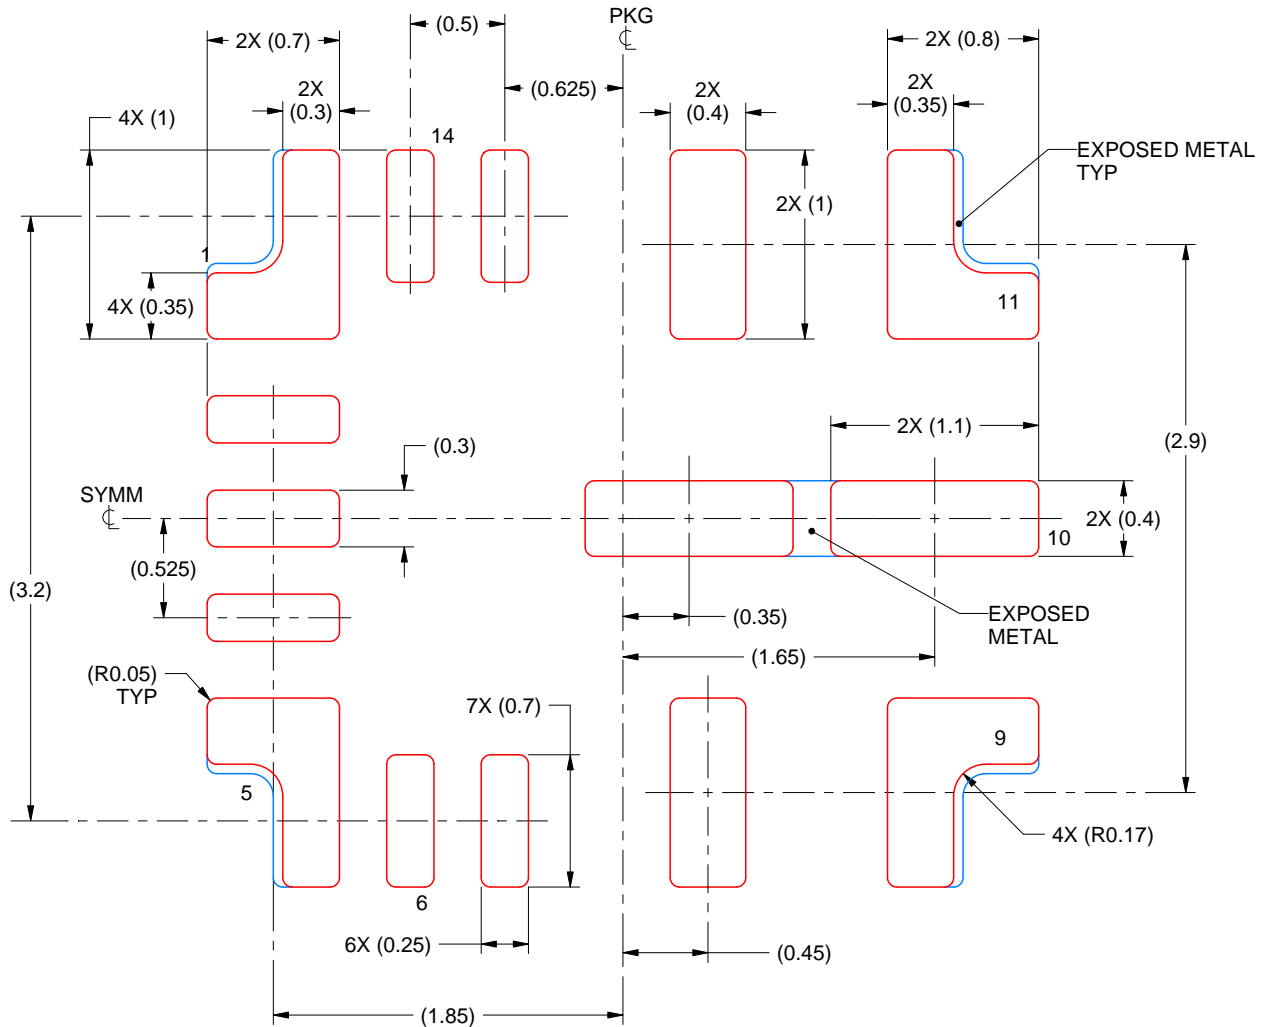 PKG
(0.5)
2X (0.7)
2X (0.8)
2X
(0.3)
(0.625)
2X
(0.4)
2X
(0.35)
4X (1)
14
EXPOSED METAL
TYP
2X (1)
1
4X (0.35)
11
2X (1.1)
(0.3)
(2.9)
SYMM
2X (0.4)
10
(0.525)
(3.2)
(0.35)
EXPOSED
METAL
(1.65)
(R0.05)
TYP
7X (0.7)
9
5
4X (R0.17)
6
6X (0.25)
(0.45)
(1.85)